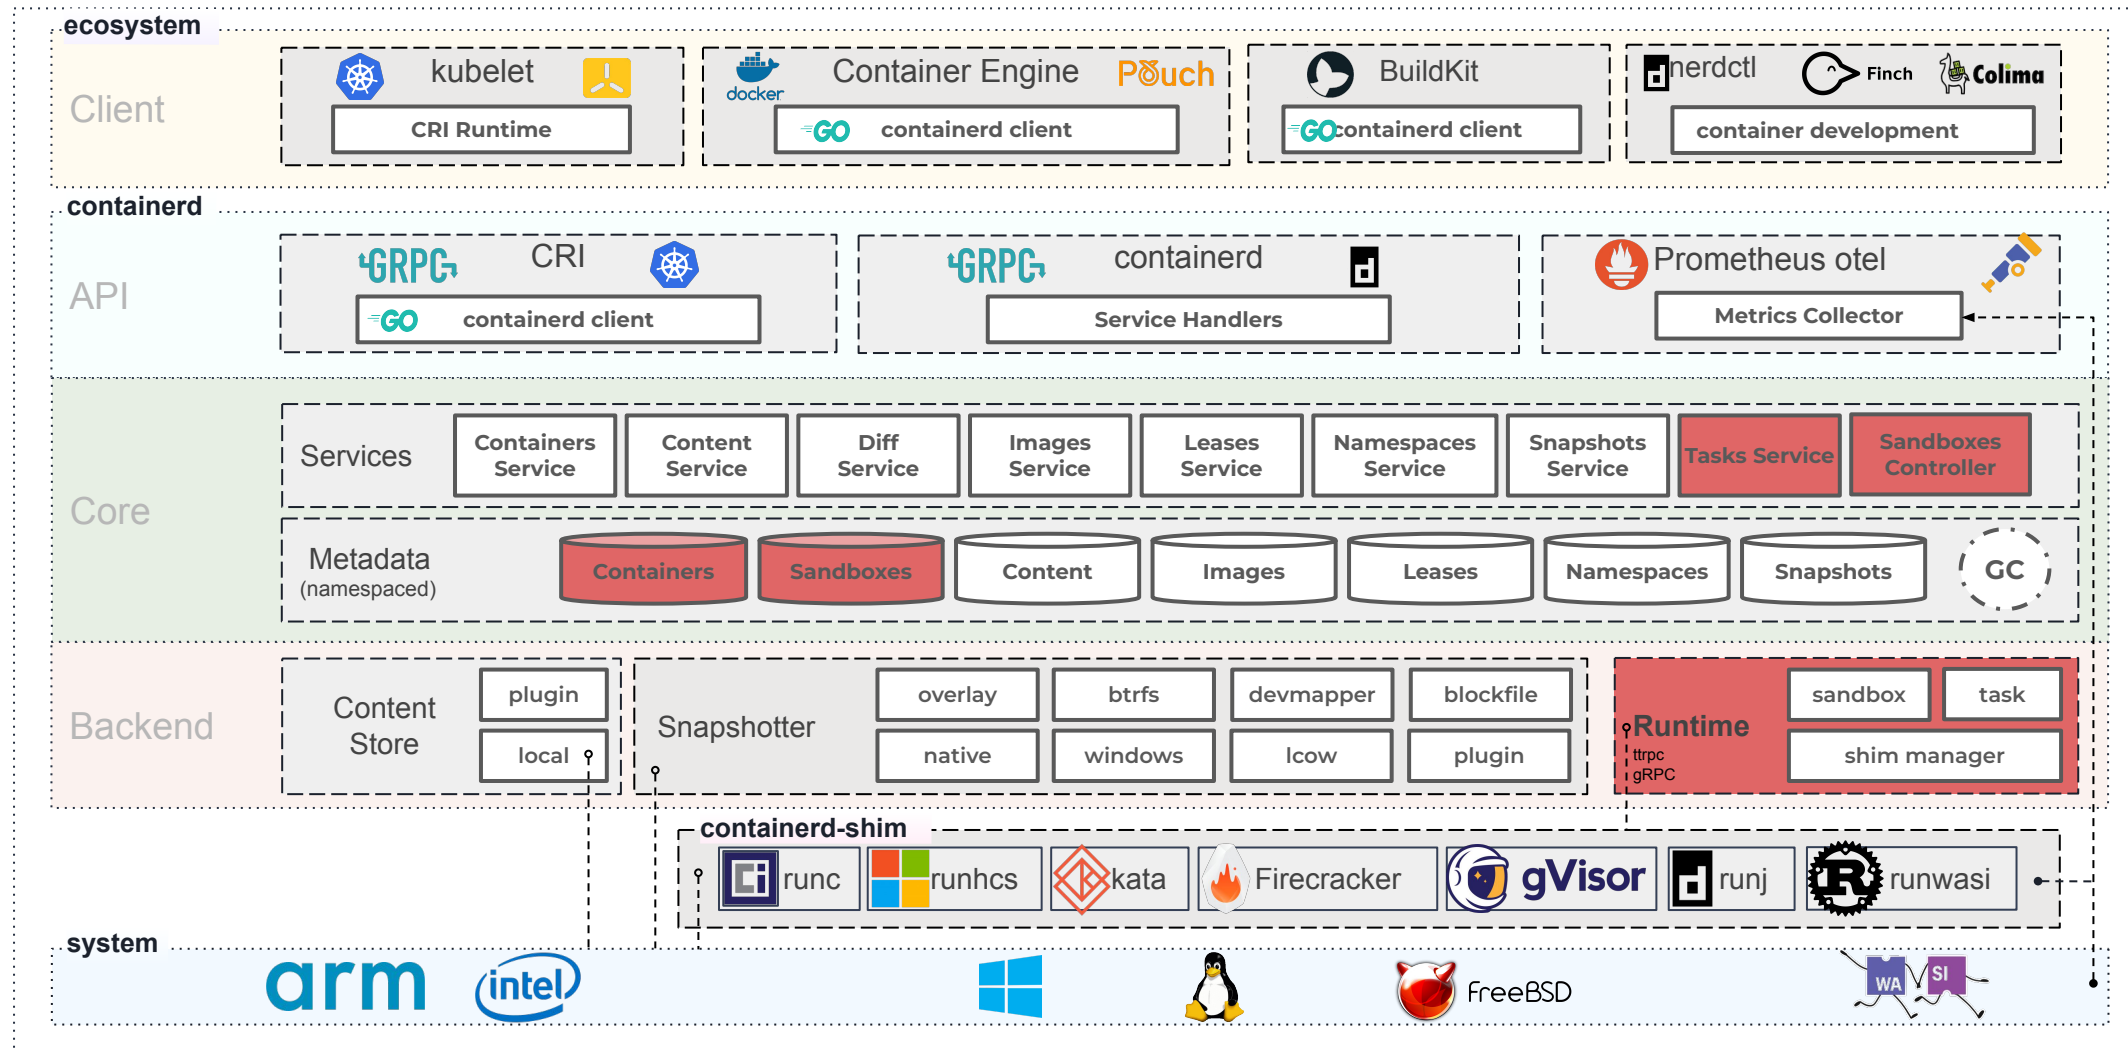 ecosystem
Client
kubelet
CRI Runtime
docker
Container Engine
Pouch
GO
containerd client
BuildKit
GO
containerd client
d
nerdctl
Finch
Colima
container development
containerd
API
GRPC
CRI
GO
containerd client
GRPC
containerd
d
Service Handlers
Prometheus otel
Metrics Collector
Core
Services
Containers
Service
Content
Service
Diff
Service
Images
Service
Leases
Service
Namespaces
Service
Snapshots
Service
Tasks Service
Sandboxes
Controller
Metadata
(namespaced)
Containers
Sandboxes
Content
Images
Leases
Namespaces
Snapshots
GC
Backend
Content
Store
plugin
local
Snapshotter
overlay
btrfs
devmapper
blockfile
native
windows
lcow
plugin
Runtime
ttrpc
gRPC
sandbox
task
shim manager
containerd-shim
runc
runhcs
kata
Firecracker
gVisor
d
runj
R
runwasi
system
arm
intel
FreeBSD
WA
SI